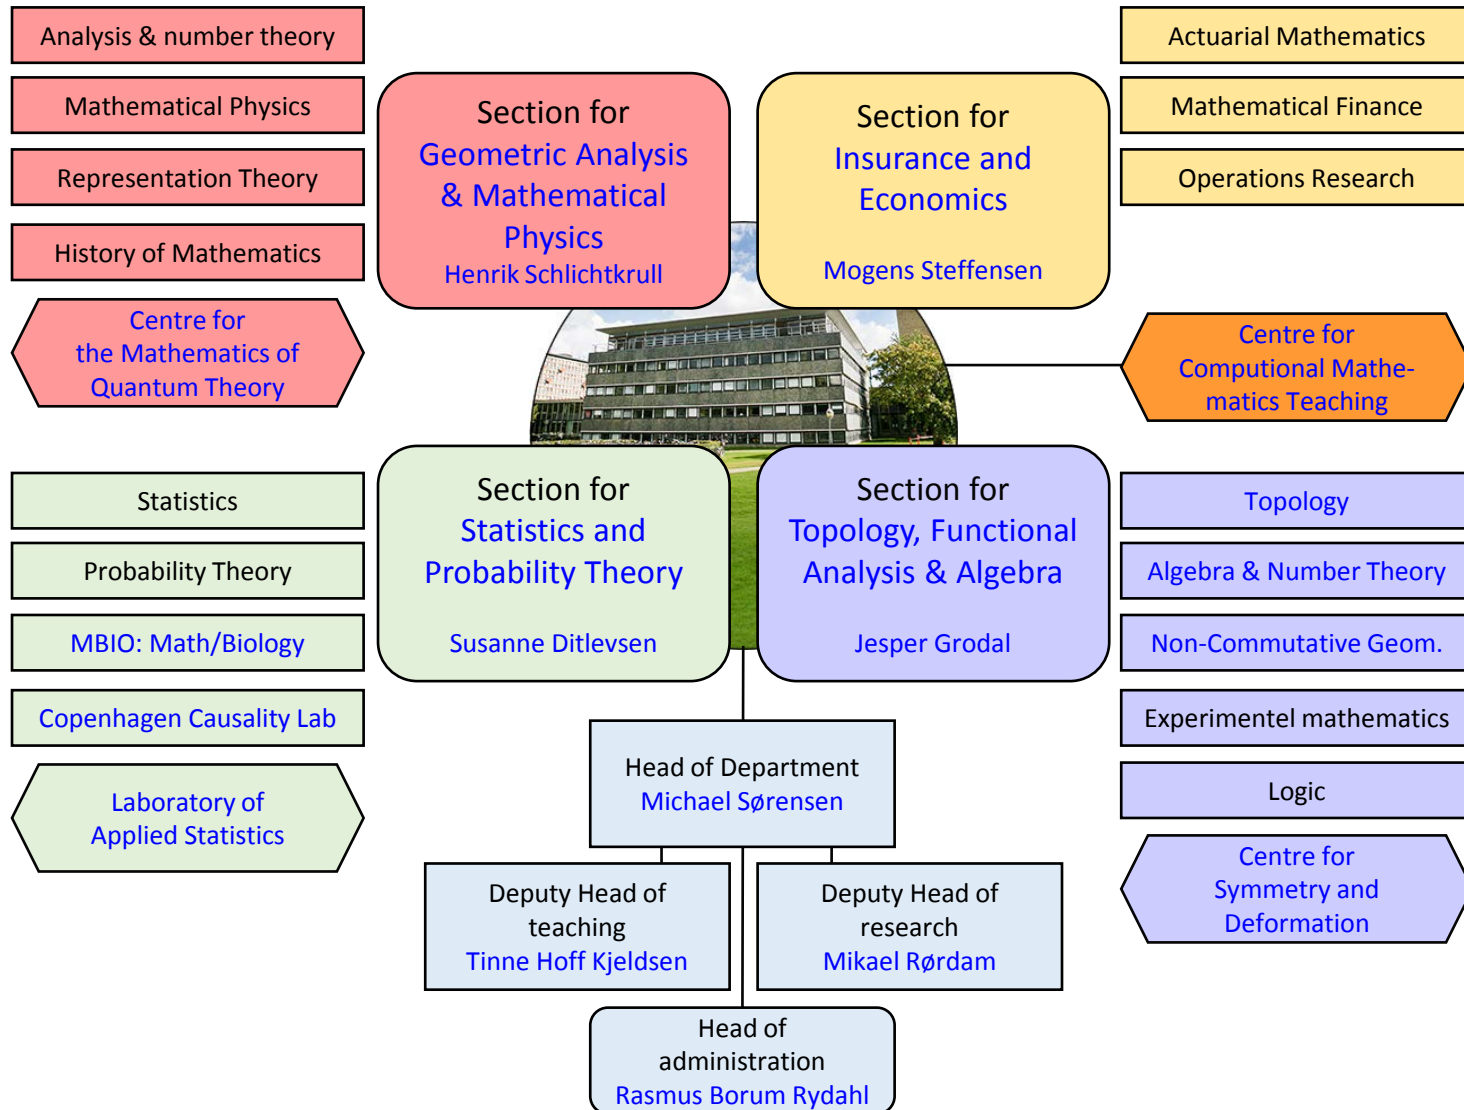 Analysis & number theory
Mathematical Physics
Representation Theory
History of Mathematics
Centre for
the Mathematics of
Quantum Theory
Section for
Geometric Analysis
& Mathematical
Physics
Henrik Schlichtkrull
Section for
Insurance and
Economics
Mogens Steffensen
Actuarial Mathematics
Mathematical Finance
Operations Research
Centre for
Computional Mathe-
matics Teaching
Statistics
Probability Theory
MBIO: Math/Biology
Copenhagen Causality Lab
Laboratory of
Applied Statistics
Section for
Statistics and
Probability Theory
Susanne Ditlevsen
Section for
Topology, Functional
Analysis & Algebra
Jesper Grodal
Topology
Algebra & Number Theory
Non-Commutative Geom.
Experimentel mathematics
Logic
Centre for
Symmetry and
Deformation
Head of Department
Michael Sørensen
Deputy Head of
teaching
Tinne Hoff Kjeldsen
Deputy Head of
research
Mikael Rørdam
Head of
administration
Rasmus Borum Rydahl